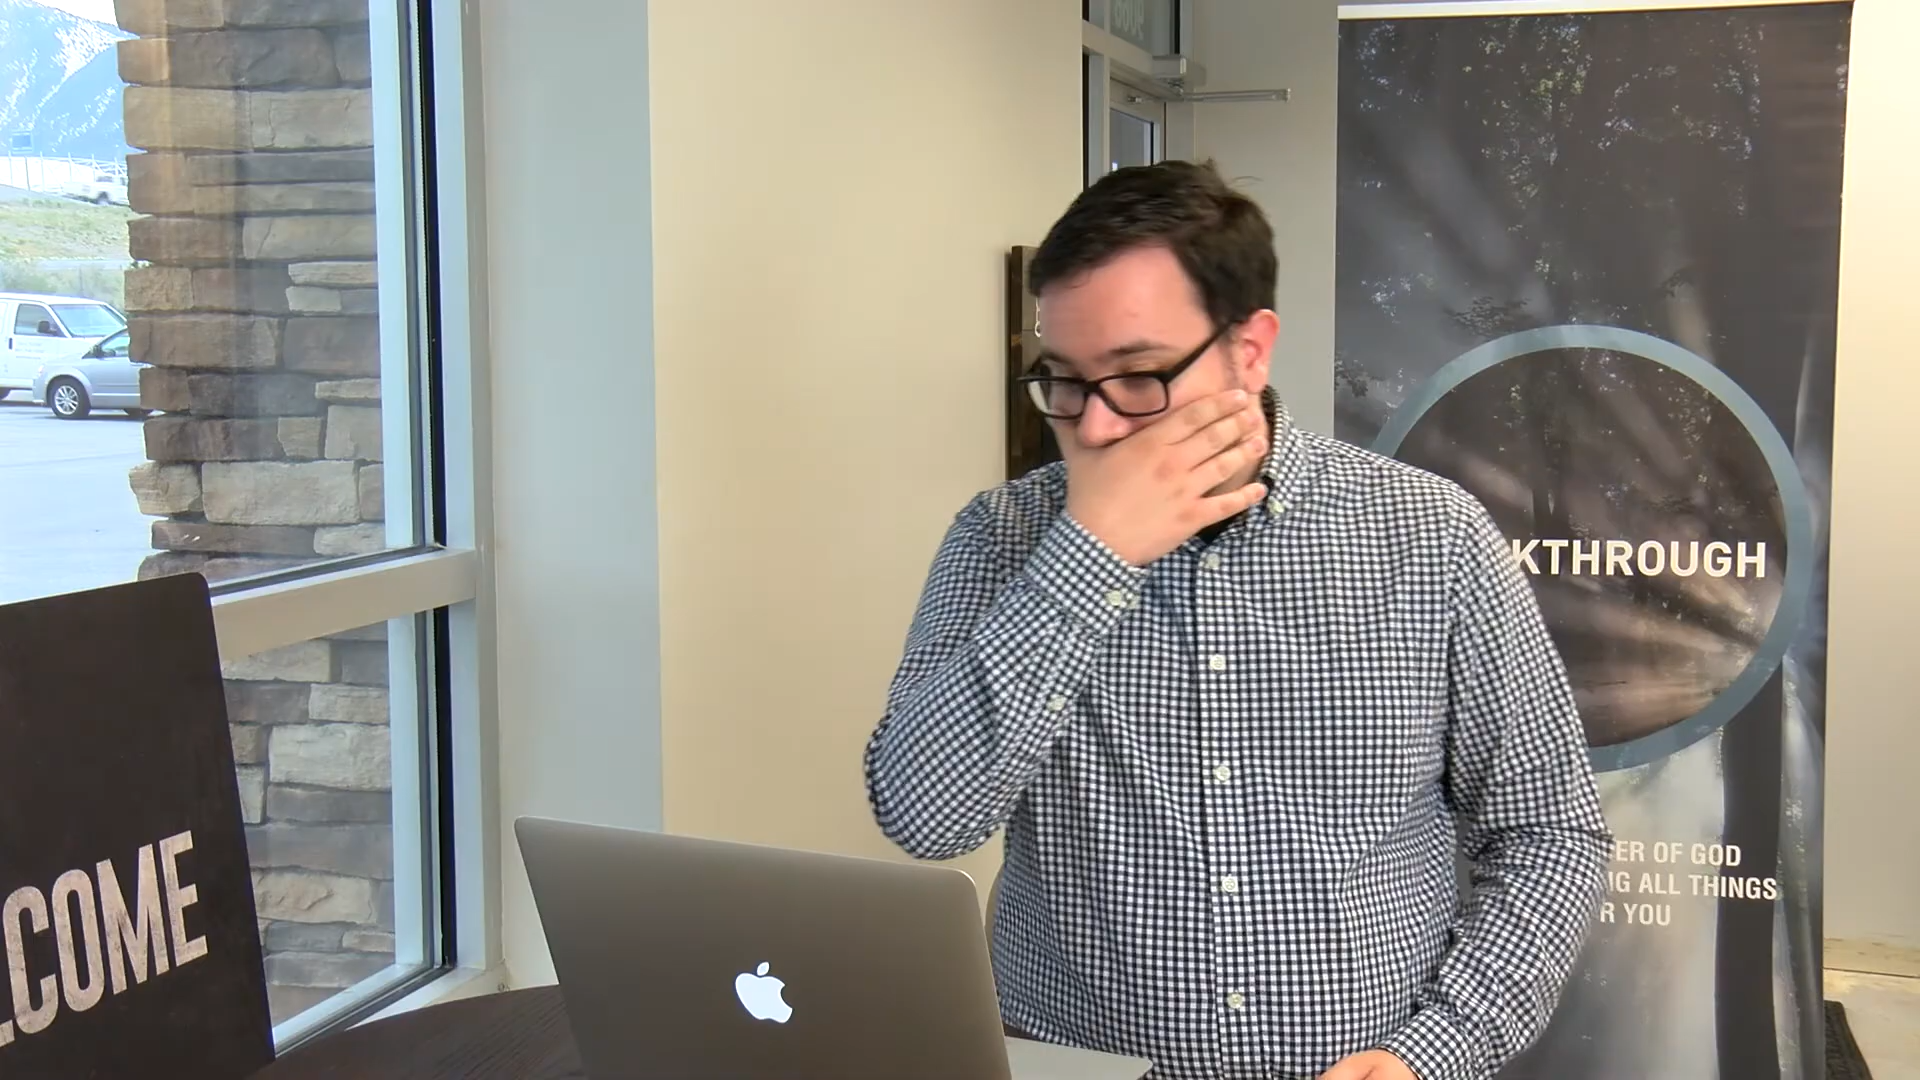 LCOME
KTHROUGH
ER OF GOD
G ALL THINGS
R YOU